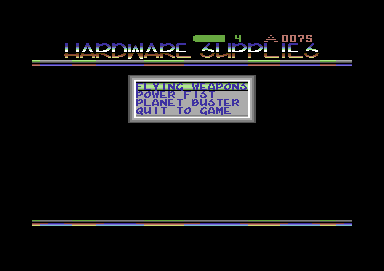 4 0075
HARDWARE SUPPLIES
FLYING WEAPONS
POWER FIST
PLANET BUSTER
QUIT TO GAME